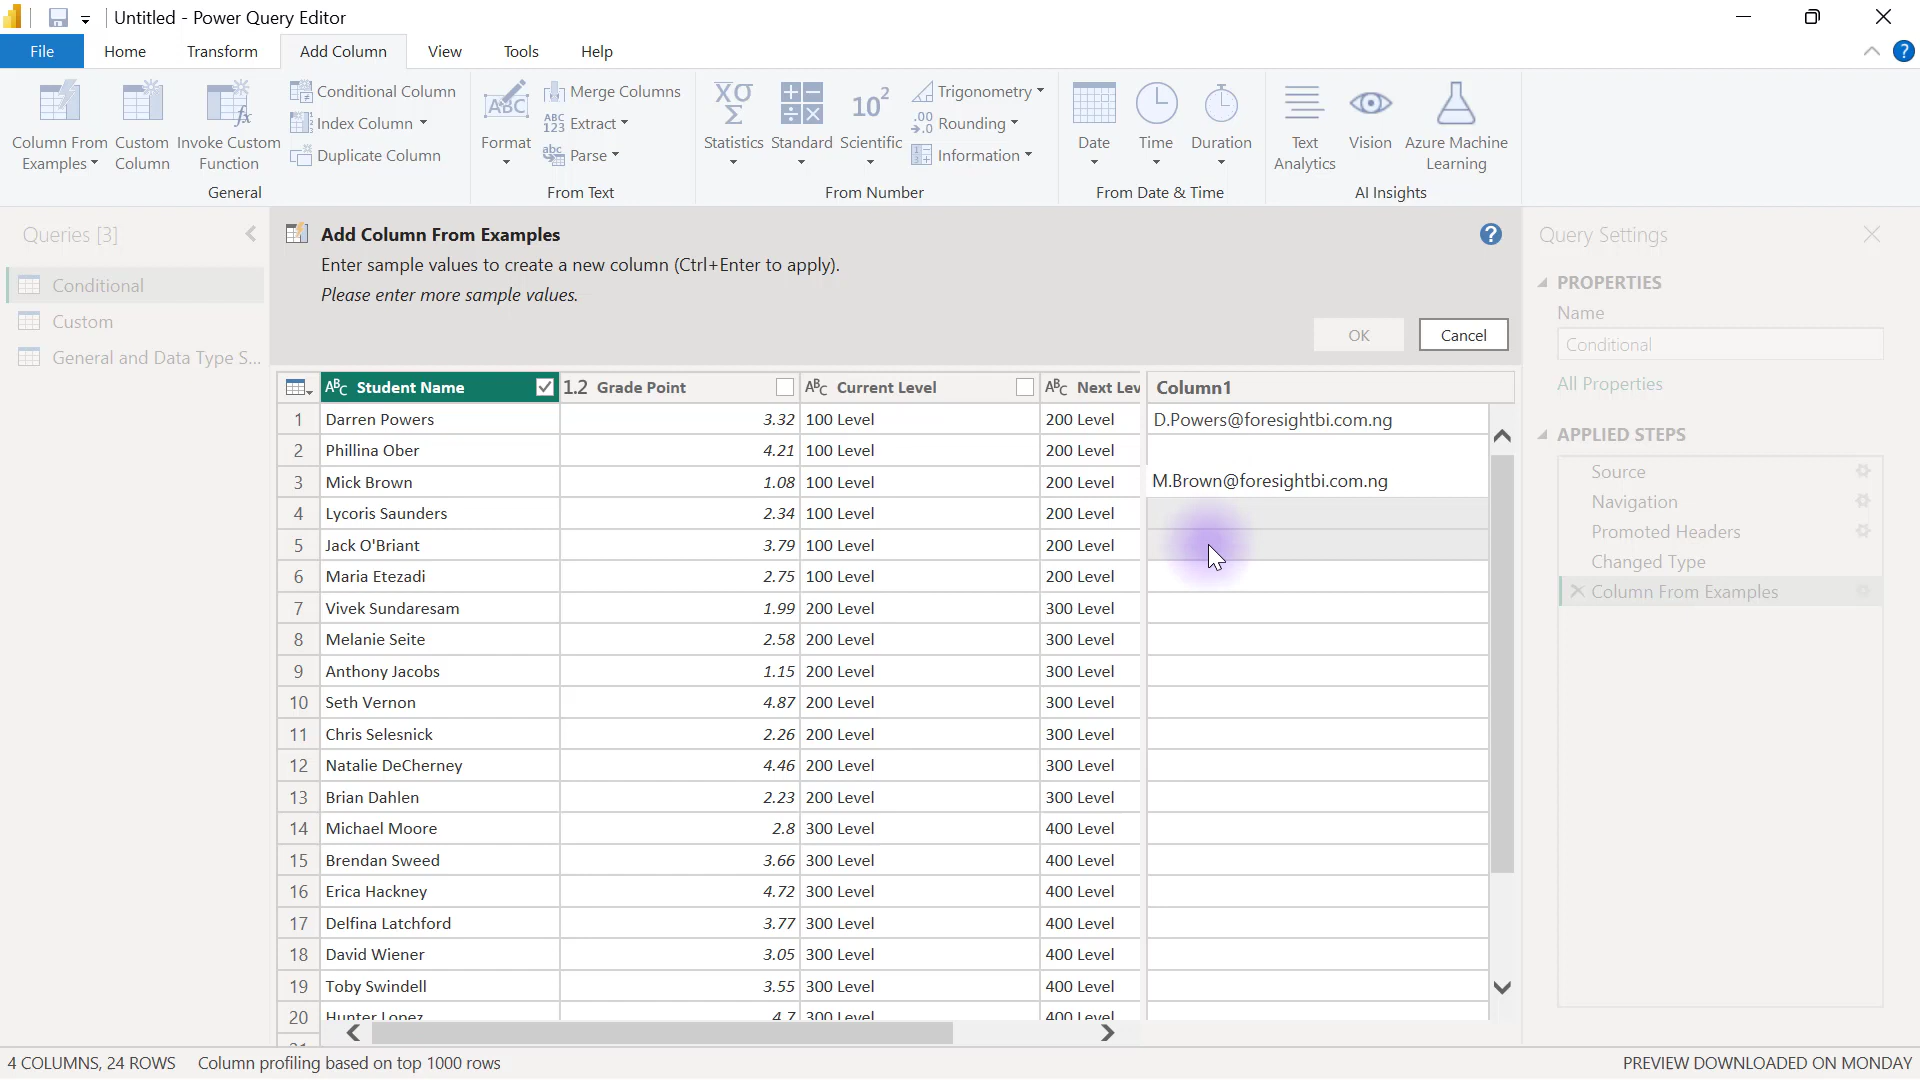 Untitled - Power Query Editor
File Home Transform Add Column View Tools Help
Column From Examples
Custom Column
Invoke Custom Function
Conditional Column
Index Column
Duplicate Column
General
Format
Merge Columns
Extract
Parse
From Text
Statistics
Standard
Scientific
Trigonometry
Rounding
Information
From Number
Date
Time
Duration
From Date & Time
Text Analytics
Vision
Azure Machine Learning
AI Insights
Queries [3]
Conditional
Custom
General and Data Type S...
Add Column From Examples
Enter sample values to create a new column (Ctrl+Enter to apply).
Please enter more sample values.
OK Cancel
Student Name 1.2 Grade Point Current Level Next Lev Column1
1 Darren Powers 3.32 100 Level 200 Level D.Powers@foresightbi.com.ng
2 Phillina Ober 4.21 100 Level 200 Level
3 Mick Brown 1.08 100 Level 200 Level M.Brown@foresightbi.com.ng
4 Lycoris Saunders 2.34 100 Level 200 Level
5 Jack O'Briant 3.79 100 Level 200 Level
6 Maria Etezadi 2.75 100 Level 200 Level
7 Vivek Sundaresam 1.99 200 Level 300 Level
8 Melanie Seite 2.58 200 Level 300 Level
9 Anthony Jacobs 1.15 200 Level 300 Level
10 Seth Vernon 4.87 200 Level 300 Level
11 Chris Selesnick 2.26 200 Level 300 Level
12 Natalie DeCherney 4.46 200 Level 300 Level
13 Brian Dahlen 2.23 200 Level 300 Level
14 Michael Moore 2.8 300 Level 400 Level
15 Brendan Sweed 3.66 300 Level 400 Level
16 Erica Hackney 4.72 300 Level 400 Level
17 Delfina Latchford 3.77 300 Level 400 Level
18 David Wiener 3.05 300 Level 400 Level
19 Toby Swindell 3.55 300 Level 400 Level
20 Hunter Lopez 4.7 300 Level 400 Level
Query Settings
PROPERTIES
Name
Conditional
All Properties
APPLIED STEPS
Source
Navigation
Promoted Headers
Changed Type
Column From Examples
4 COLUMNS, 24 ROWS Column profiling based on top 1000 rows
PREVIEW DOWNLOADED ON MONDAY